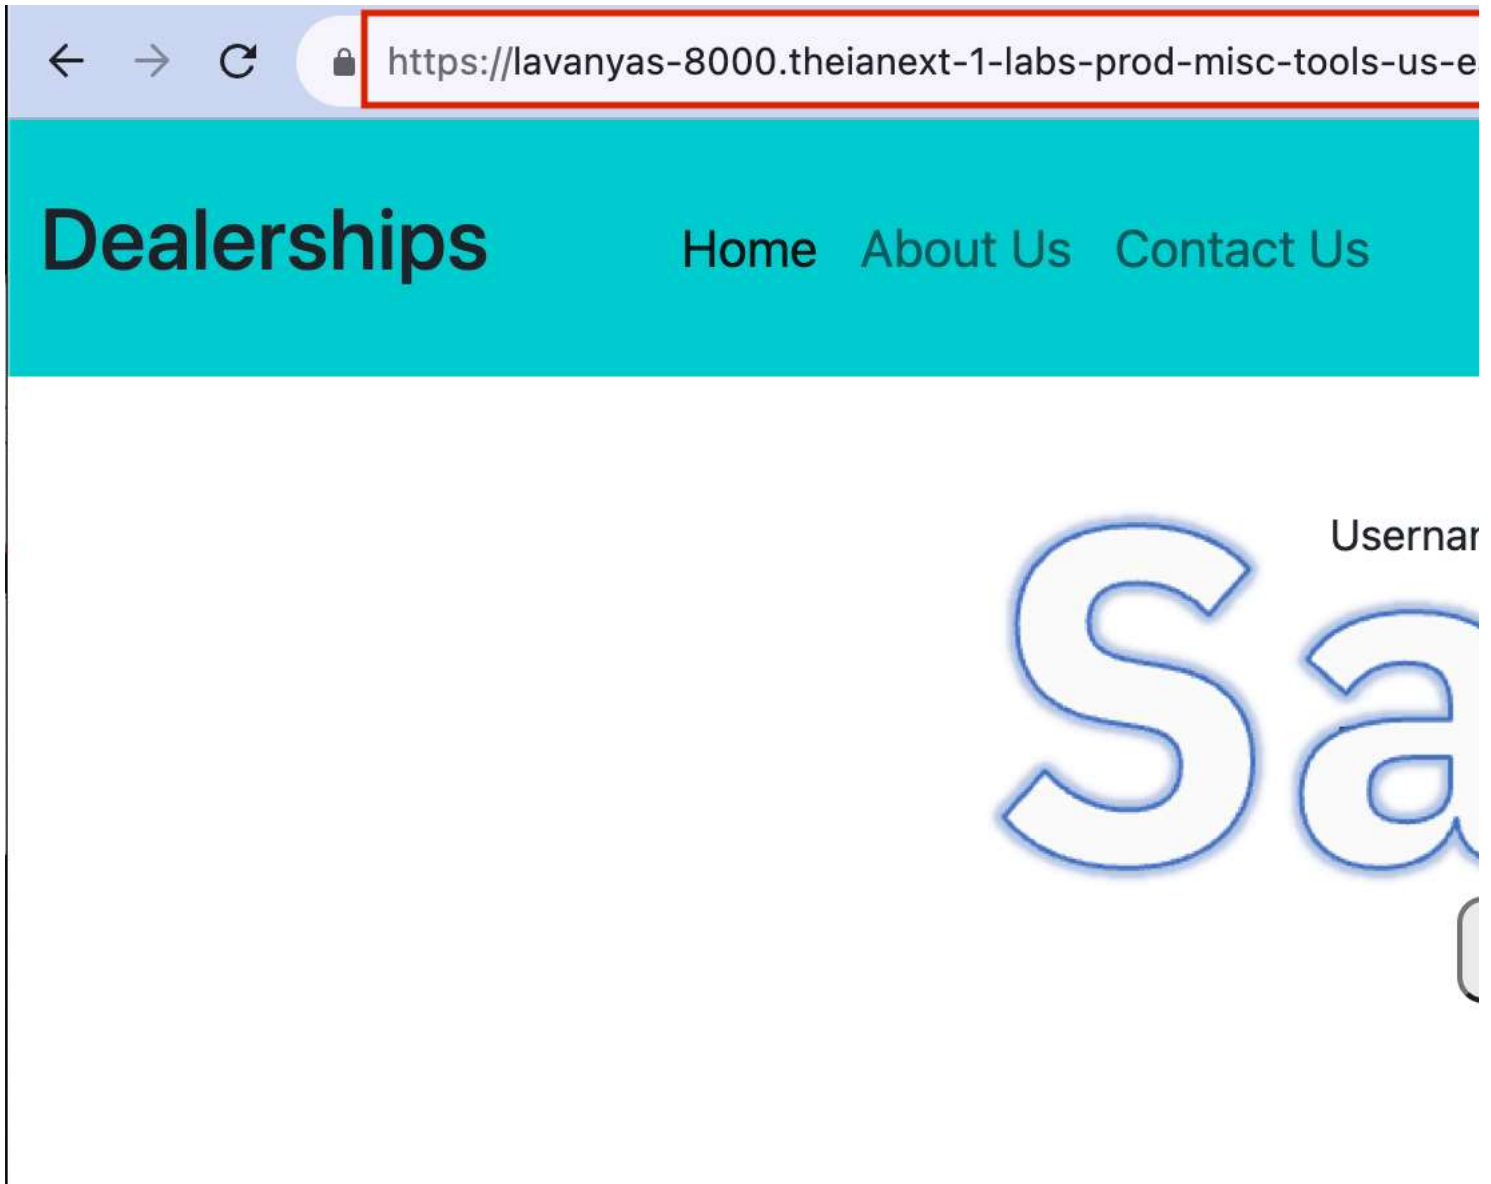 https://lavanyas-8000.theianext-1-labs-prod-misc-tools-us-e
Dealerships Home About Us Contact Us
Usernar
Sa